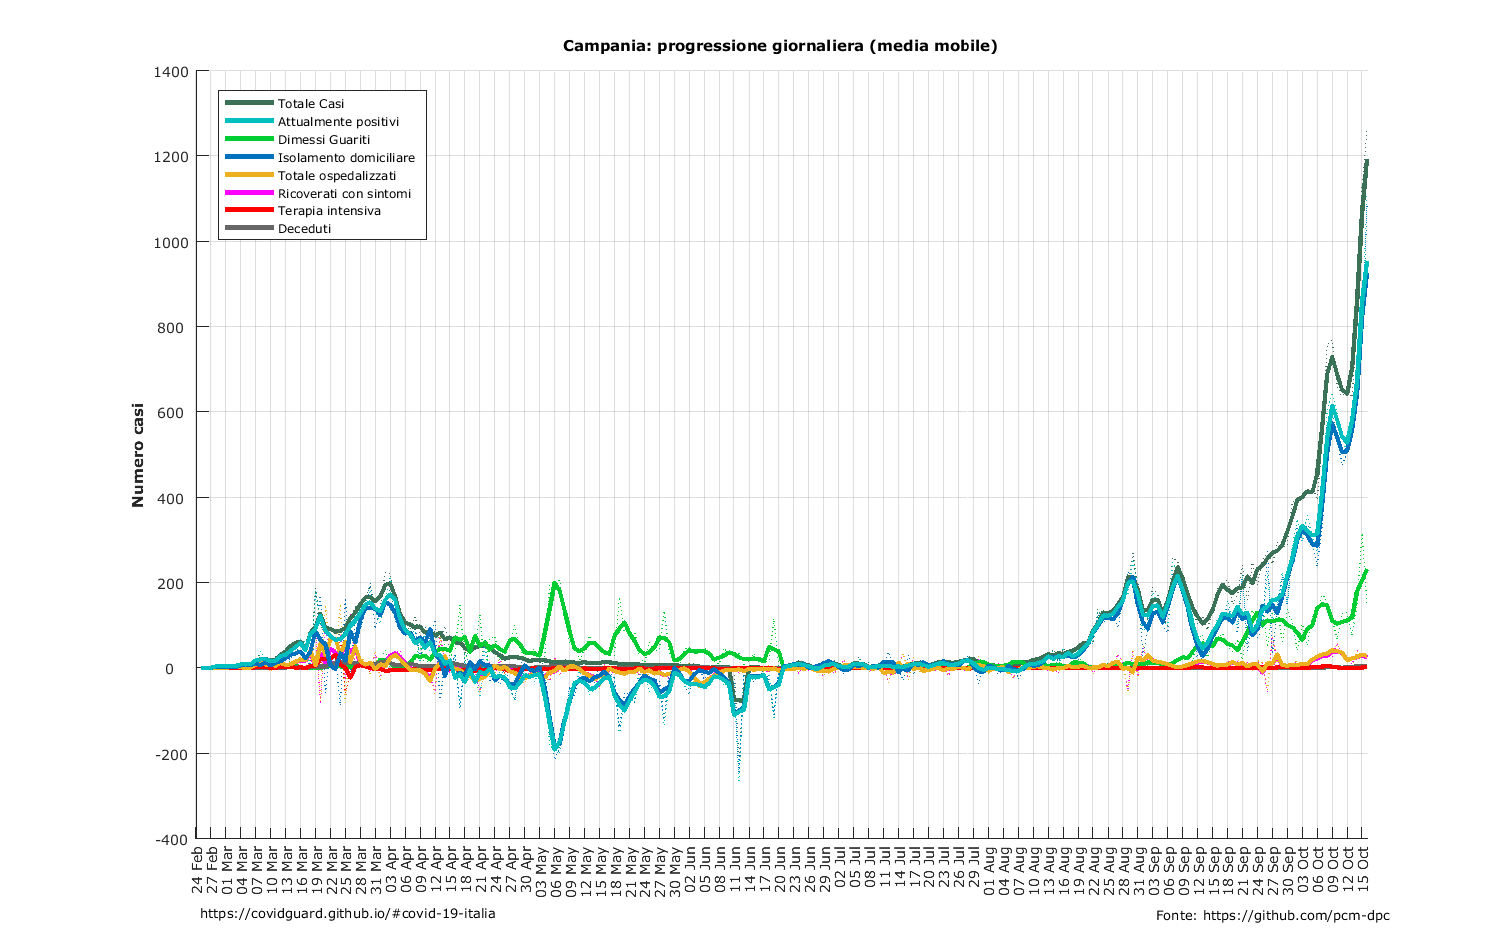 Campania: progressione giornaliera (media mobile)
1400
1200
1000
800
600
400
200
0
-200
-400
Numero casi
Totale Casi
Attualmente positivi
Dimessi Guariti
Isolamento domiciliare
Totale ospedalizzati
Ricoverati con sintomi
Terapia intensiva
Deceduti
24 Feb
27 Feb
01 Mar
04 Mar
07 Mar
10 Mar
13 Mar
16 Mar
19 Mar
22 Mar
25 Mar
28 Mar
31 Mar
03 Apr
06 Apr
09 Apr
12 Apr
15 Apr
18 Apr
21 Apr
24 Apr
27 Apr
30 Apr
03 May
06 May
09 May
12 May
15 May
18 May
21 May
24 May
27 May
30 May
02 Jun
05 Jun
08 Jun
11 Jun
14 Jun
17 Jun
20 Jun
23 Jun
26 Jun
29 Jun
02 Jul
05 Jul
08 Jul
11 Jul
14 Jul
17 Jul
20 Jul
23 Jul
26 Jul
29 Jul
01 Aug
04 Aug
07 Aug
10 Aug
13 Aug
16 Aug
19 Aug
22 Aug
25 Aug
28 Aug
31 Aug
03 Sep
06 Sep
09 Sep
12 Sep
15 Sep
18 Sep
21 Sep
24 Sep
27 Sep
30 Sep
03 Oct
06 Oct
09 Oct
12 Oct
15 Oct
https://covidguard.github.io/#covid-19-italia
Fonte: https://github.com/pcm-dpc